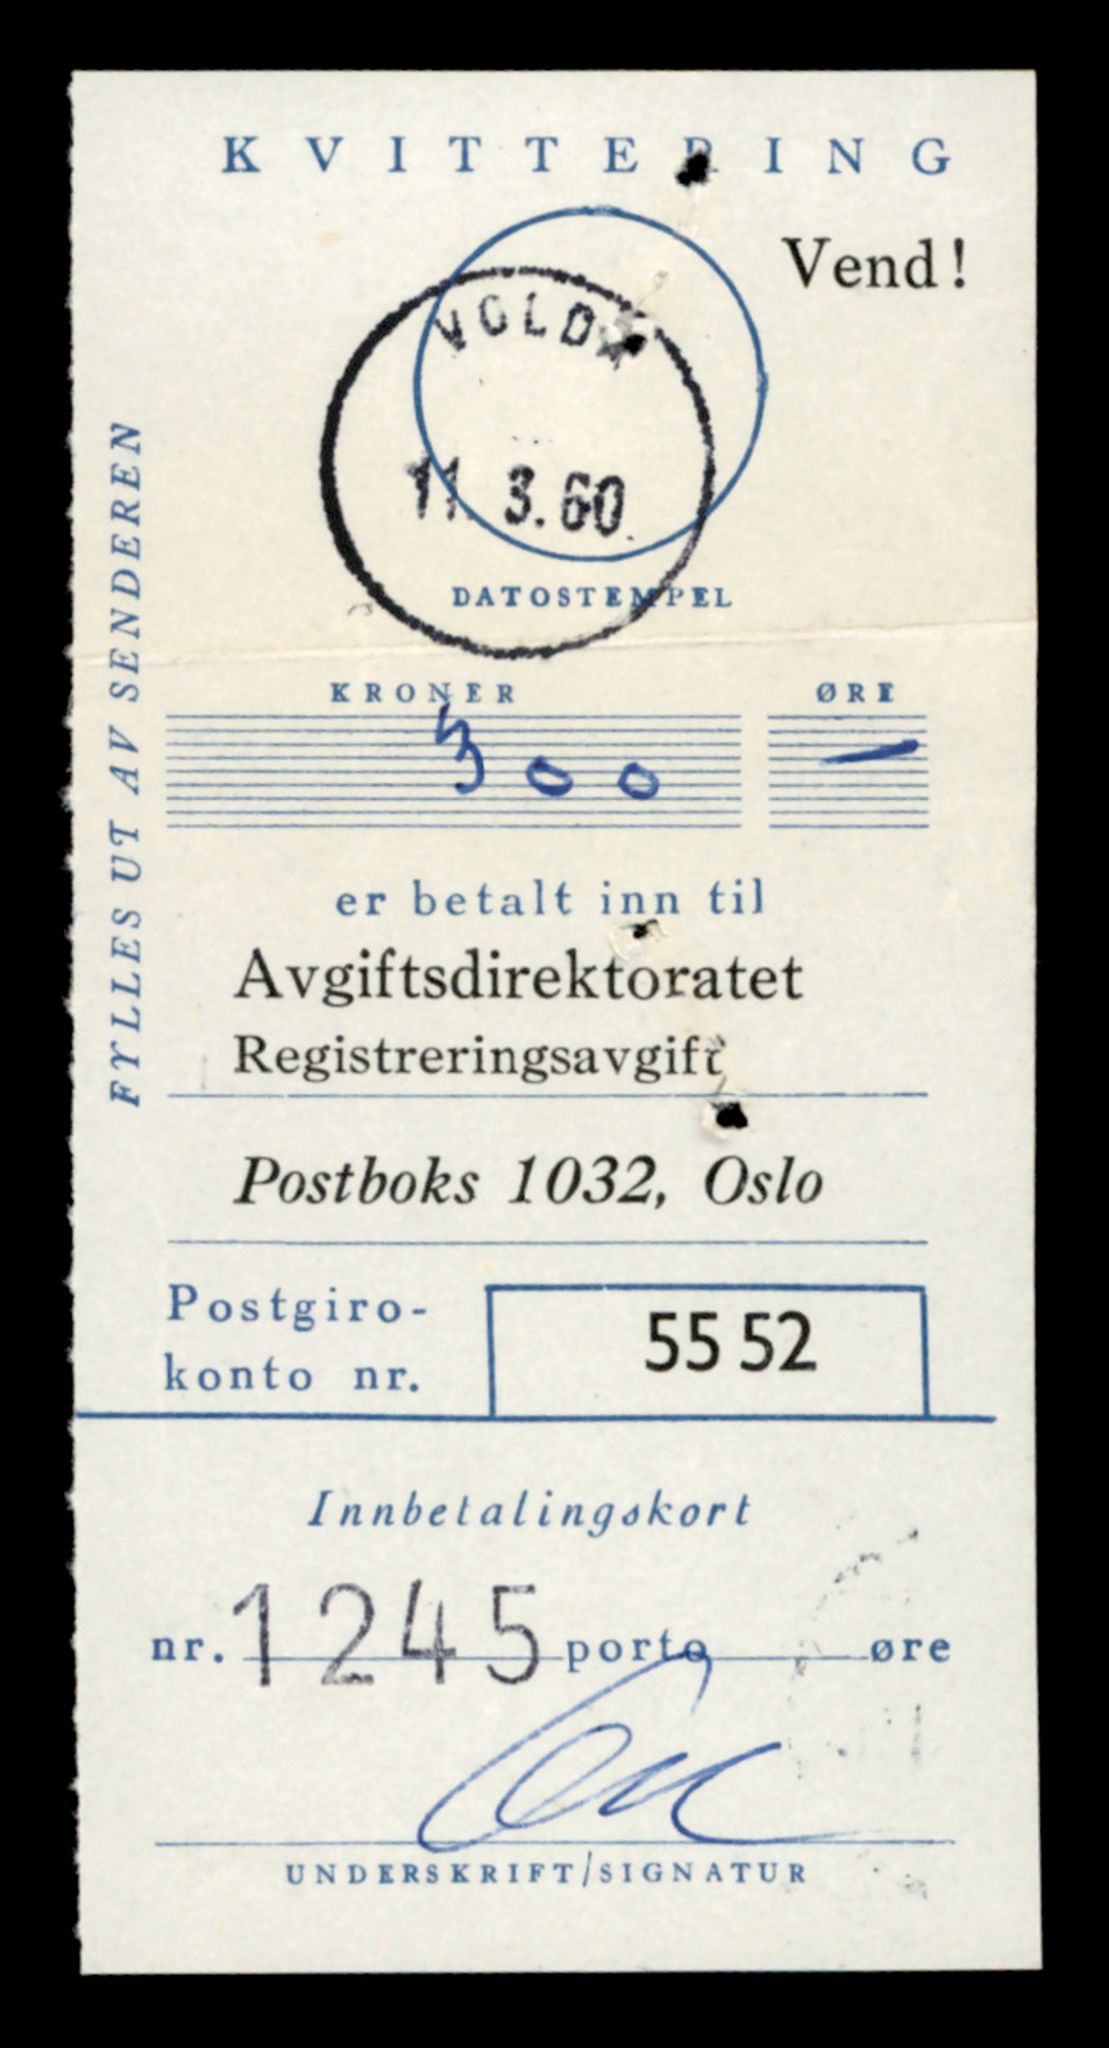 KVITTERING
Vend!
VOLDA
11. 3. 60
DATOSTEMPEL
FYLLES UT AV SENDEREN
KRONER ØRE
300 —
er betalt inn til
Avgiftsdirektoratet
Registreringsavgift
Postboks 1032, Oslo
Postgiro-
konto nr. 55 52
Innbetalingskort
nr. 1245 porto øre
UNDERSKRIFT/SIGNATUR